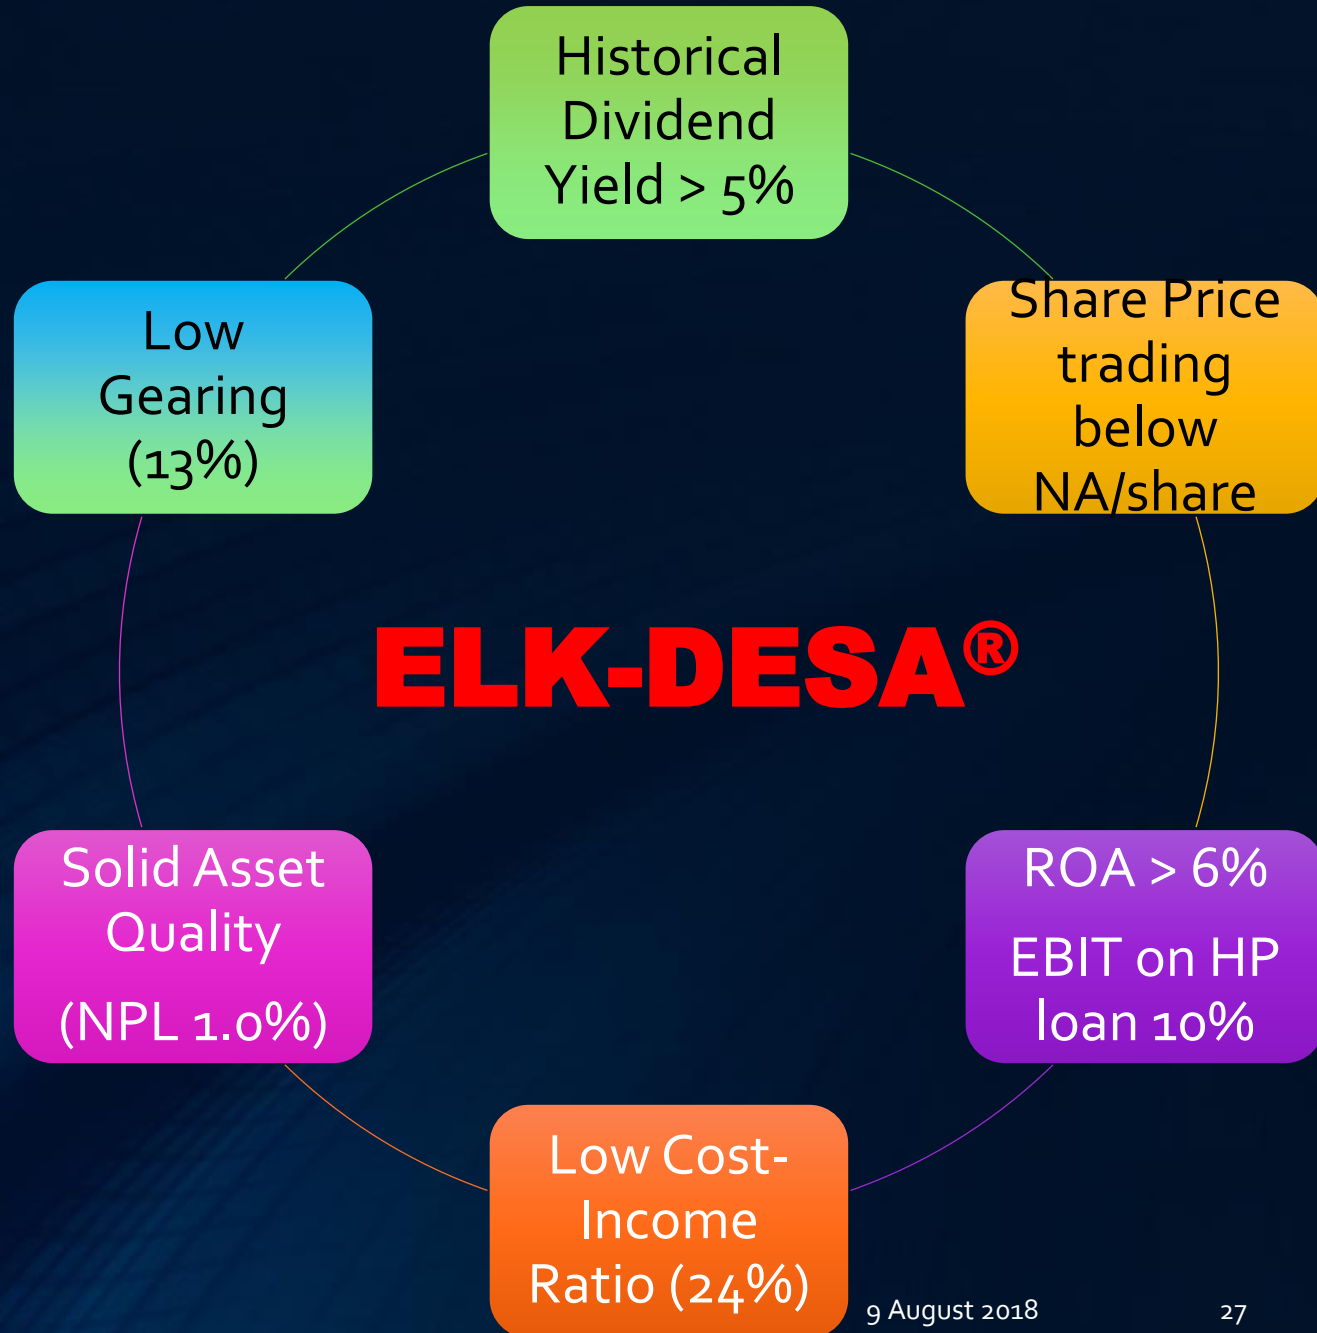 Historical
Dividend
Yield > 5%
Share Price
trading
below
NA/share
ROA > 6%
EBIT on HP
loan 10%
Low Cost-
Income
Ratio (24%)
Solid Asset
Quality
(NPL 1.0%)
Low
Gearing
(13%)
ELK-DESA®
9 August 2018
27